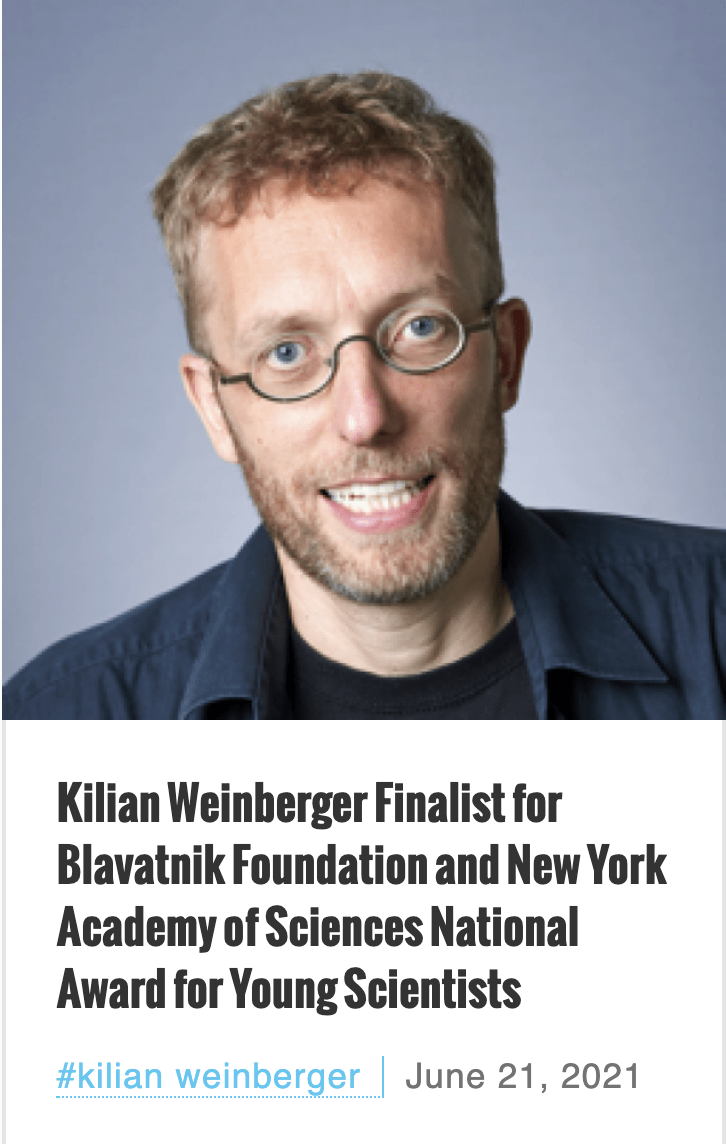 Kilian Weinberger Finalist for
Blavatnik Foundation and New York
Academy of Sciences National
Award for Young Scientists
#kilian weinberger | June 21, 2021